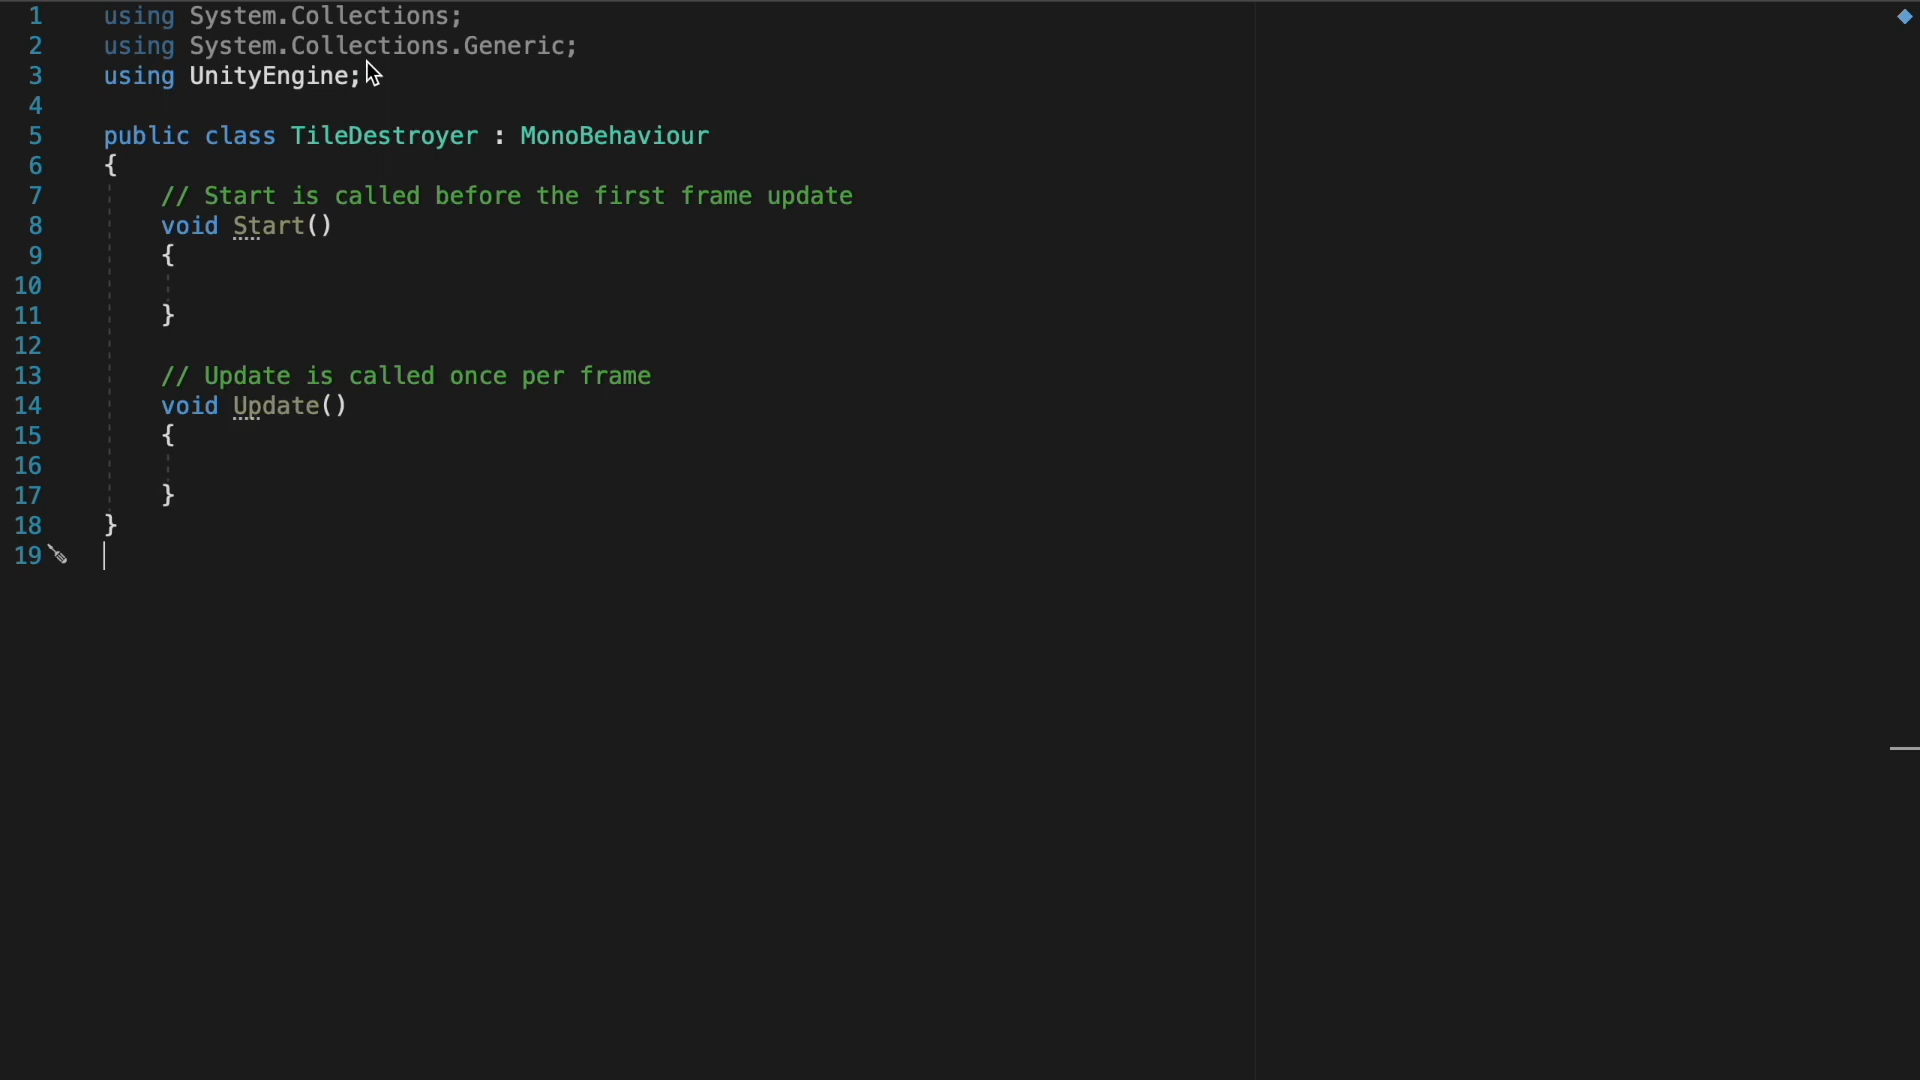 1 using System.Collections;
2 using System.Collections.Generic;
3 using UnityEngine;
4
5 public class TileDestroyer : MonoBehaviour
6 {
7 // Start is called before the first frame update
8 void Start()
9 {
10
11 }
12
13 // Update is called once per frame
14 void Update()
15 {
16
17 }
18 }
19